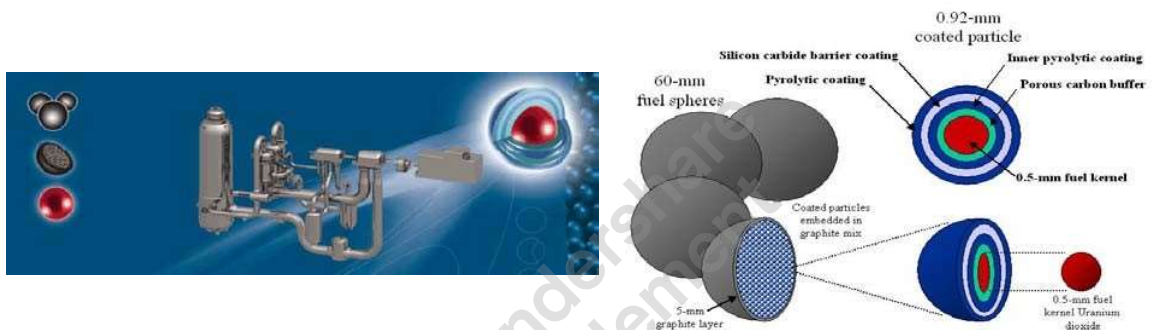 0.92-mm
coated particle
Silicon carbide barrier coating
Inner pyrolytic coating
Pyrolytic coating
Porous carbon buffer
60-mm
fuel spheres
0.5-mm fuel kernel
Coated particles
embedded in
graphite mix
5-mm
graphite layer
0.5-mm fuel
kernel Uranium
dioxide